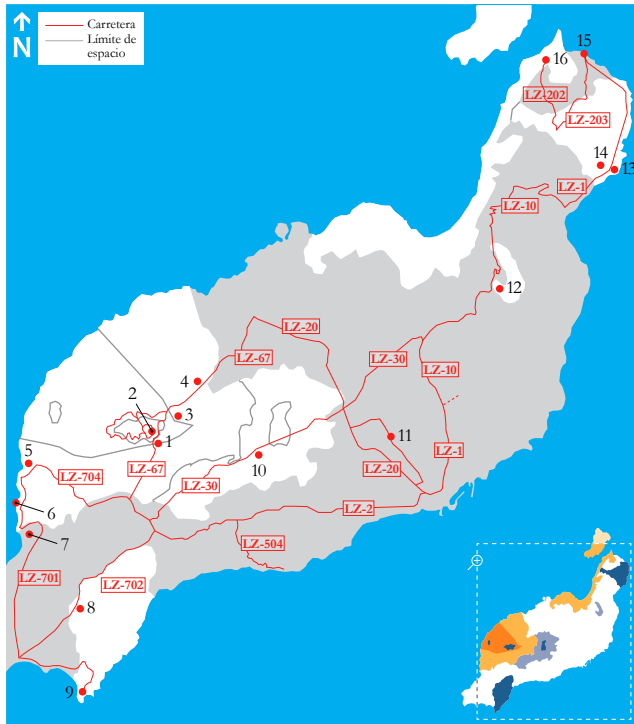 N
Carretera
Límite de
espacio
15
16
LZ-202
LZ-203
14
13
LZ-1
LZ-10
12
LZ-20
LZ-30
LZ-67
LZ-10
4
2
3
1
11
5
10
LZ-704
LZ-67
LZ-20
LZ-1
LZ-30
6
LZ-2
7
LZ-504
LZ-701
LZ-702
8
9